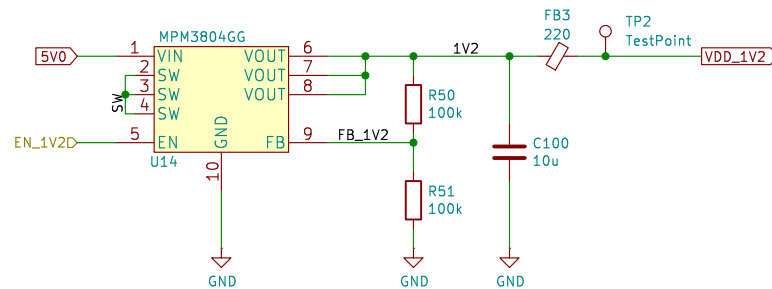 MPM3804GG
5V0
1 VIN
2 SW
3 SW
4 SW
SW
EN_1V2
5 EN
U14
GND
10
VOUT 6
VOUT 7
VOUT 8
FB 9
FB_1V2
1V2
R50
100k
R51
100k
C100
10u
FB3
220
TP2
TestPoint
VDD_1V2
GND
GND
GND